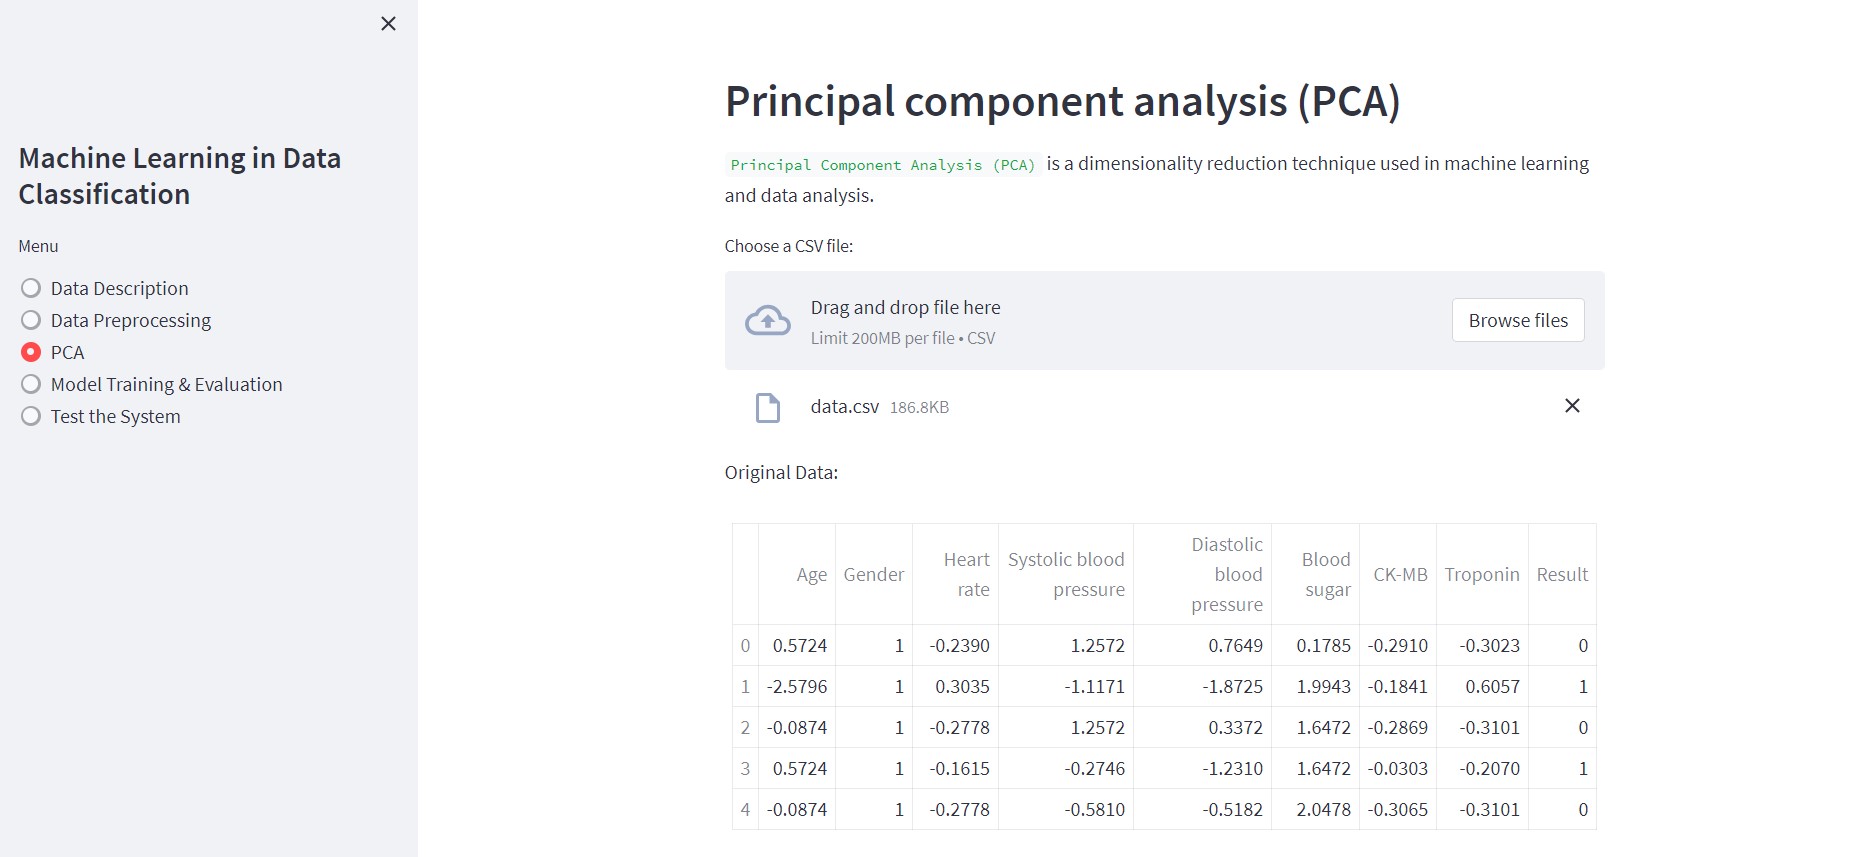 Machine Learning in Data
Classification
Menu
Data Description
Data Preprocessing
PCA
Model Training & Evaluation
Test the System
Principal component analysis (PCA)
Principal Component Analysis (PCA) is a dimensionality reduction technique used in machine learning
and data analysis.
Choose a CSV file:
Drag and drop file here
Limit 200MB per file • CSV
Browse files
data.csv 186.8KB
Original Data:
Age Gender Heart rate Systolic blood pressure Diastolic blood pressure Blood sugar CK-MB Troponin Result
0 0.5724 1 -0.2390 1.2572 0.7649 0.1785 -0.2910 -0.3023 0
1 -2.5796 1 0.3035 -1.1171 -1.8725 1.9943 -0.1841 0.6057 1
2 -0.0874 1 -0.2778 1.2572 0.3372 1.6472 -0.2869 -0.3101 0
3 0.5724 1 -0.1615 -0.2746 -1.2310 1.6472 -0.0303 -0.2070 1
4 -0.0874 1 -0.2778 -0.5810 -0.5182 2.0478 -0.3065 -0.3101 0